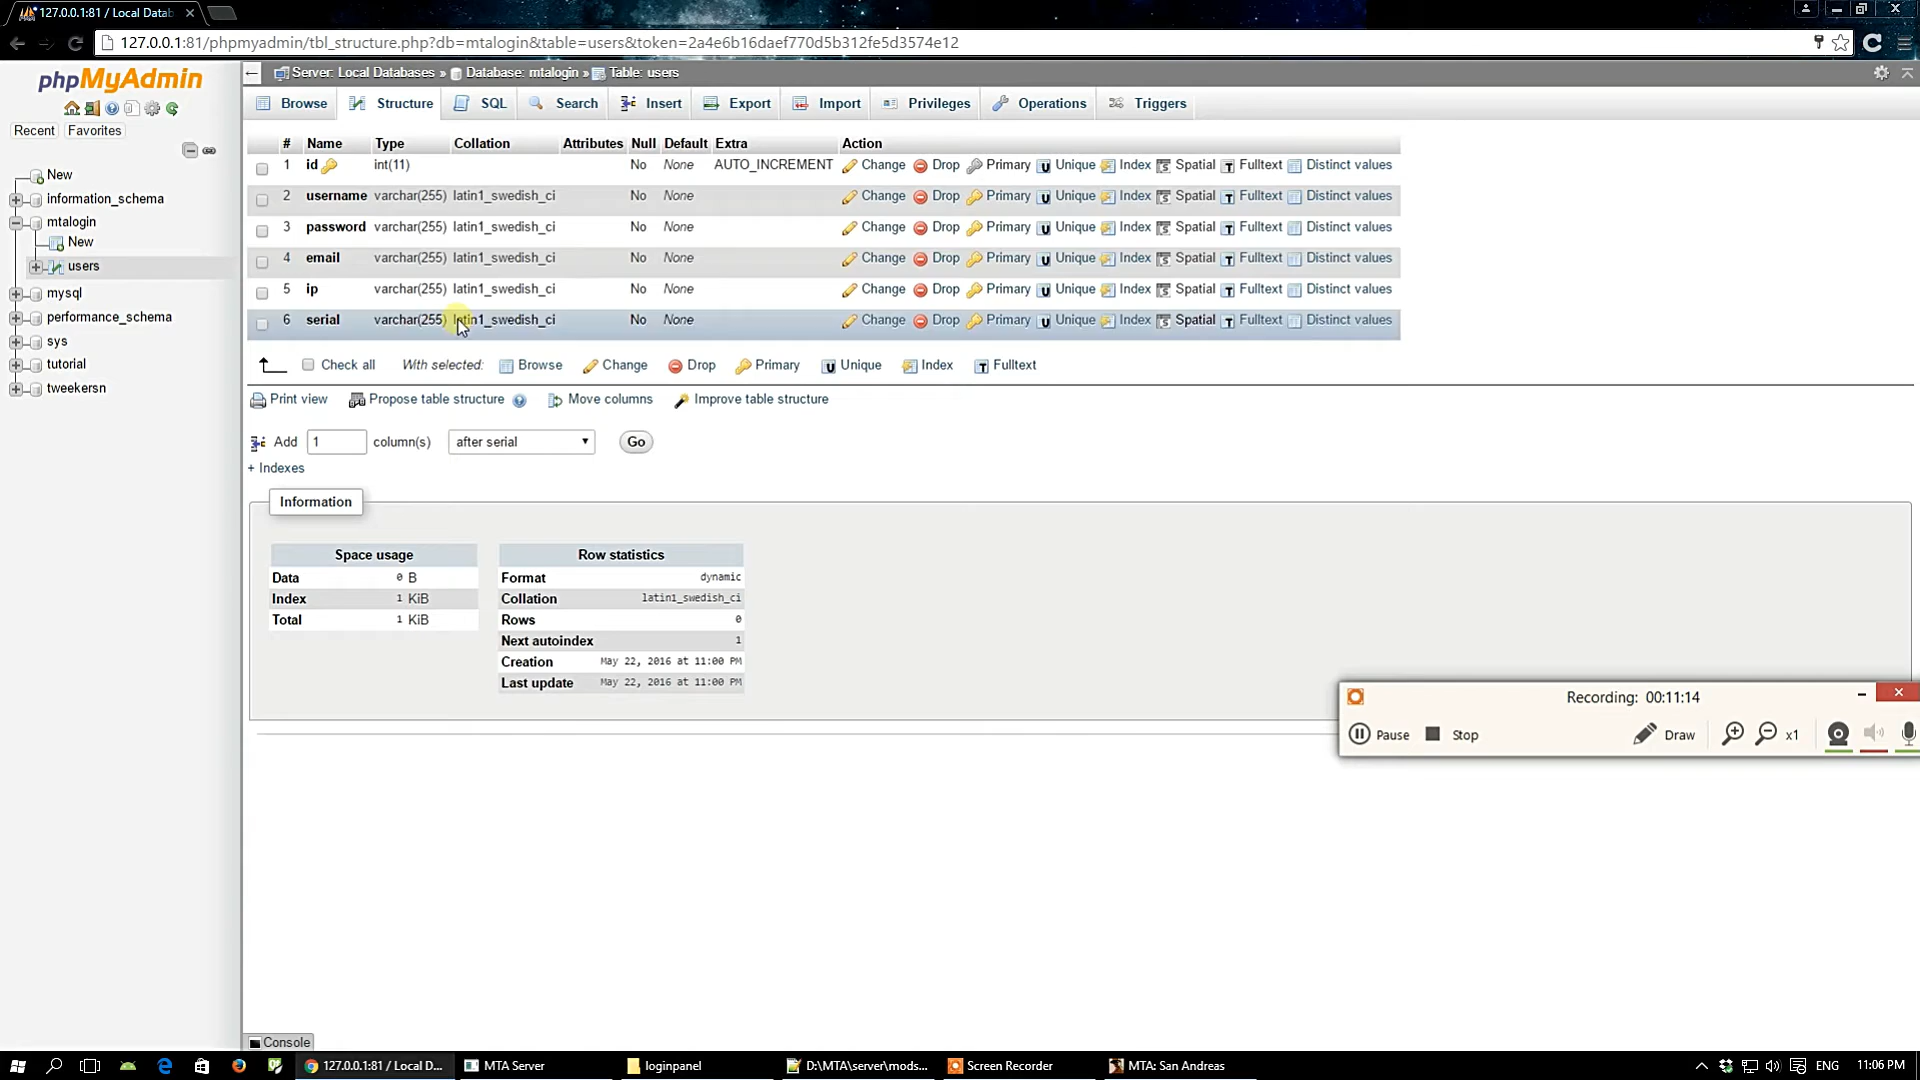 127.0.0.1:81 / Local Datab
127.0.0.1:81/phpmyadmin/tbl_structure.php?db=mtalogin&table=users&token=2a4e6b16daef770d5b312fe5d3574e12
phpMyAdmin
Recent Favorites
New
information_schema
mtalogin
New
users
mysql
performance_schema
sys
tutorial
tweekersn
Server: Local Databases » Database: mtalogin » Table: users
Browse Structure SQL Search Insert Export Import Privileges Operations Triggers
# Name Type Collation Attributes Null Default Extra Action
1 id int(11) No None AUTO_INCREMENT Change Drop Primary Unique Index Spatial Fulltext Distinct values
2 username varchar(255) latin1_swedish_ci No None Change Drop Primary Unique Index Spatial Fulltext Distinct values
3 password varchar(255) latin1_swedish_ci No None Change Drop Primary Unique Index Spatial Fulltext Distinct values
4 email varchar(255) latin1_swedish_ci No None Change Drop Primary Unique Index Spatial Fulltext Distinct values
5 ip varchar(255) latin1_swedish_ci No None Change Drop Primary Unique Index Spatial Fulltext Distinct values
6 serial varchar(255) latin1_swedish_ci No None Change Drop Primary Unique Index Spatial Fulltext Distinct values
Check all With selected: Browse Change Drop Primary Unique Index Fulltext
Print view Propose table structure Move columns Improve table structure
Add 1 column(s) after serial Go
+ Indexes
Information
Space usage
Data 0 B
Index 1 KiB
Total 1 KiB
Row statistics
Format dynamic
Collation latin1_swedish_ci
Rows 0
Next autoindex 1
Creation May 22, 2016 at 11:00 PM
Last update May 22, 2016 at 11:00 PM
Recording: 00:11:14
Pause Stop Draw x1
Console
127.0.0.1:81 / Local D... MTA Server loginpanel D:\MTA\server\mods... Screen Recorder MTA: San Andreas ENG 11:06 PM